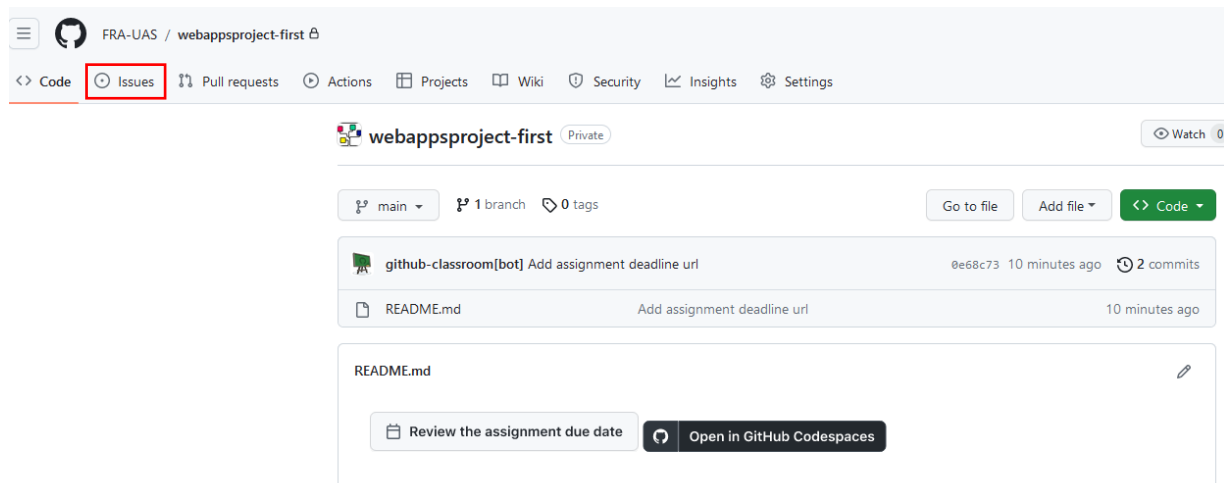 FRA-UAS / webappsproject-first
Code Issues Pull requests Actions Projects Wiki Security Insights Settings
webappsproject-first Private Watch 0
main 1 branch 0 tags Go to file Add file Code
github-classroom[bot] Add assignment deadline url 0e68c73 10 minutes ago 2 commits
README.md Add assignment deadline url 10 minutes ago
README.md
Review the assignment due date Open in GitHub Codespaces